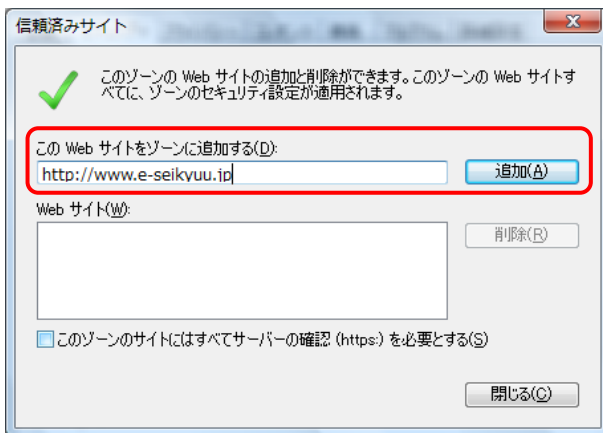 信頼済みサイト
このゾーンの Web サイトの追加と削除ができます。このゾーンの Web サイトす
べてに、ゾーンのセキュリティ設定が適用されます。
この Web サイトをゾーンに追加する(D):
http://www.e-seikyuu.jp
追加(A)
Web サイト(W):
削除(R)
このゾーンのサイトにはすべてサーバーの確認 (https:) を必要とする(S)
閉じる(C)